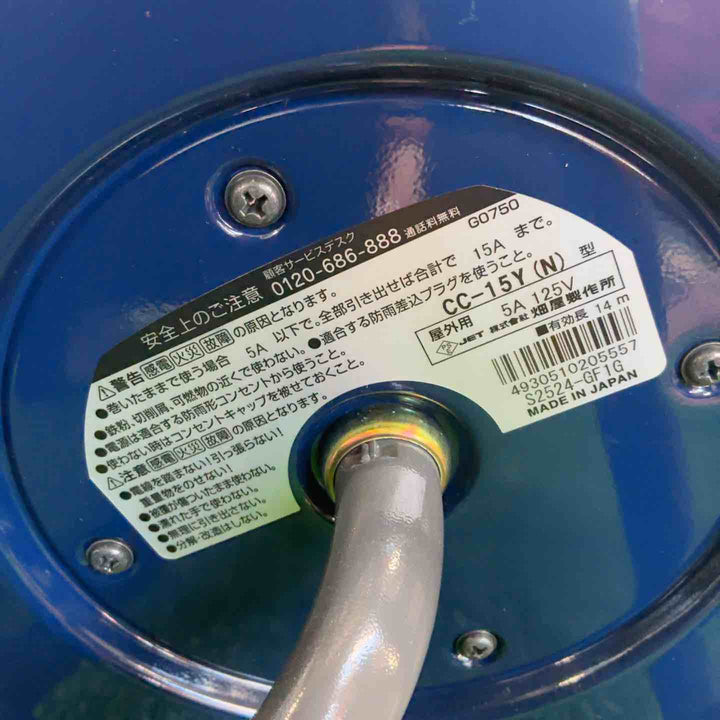 安全上のご注意
顧客サービスデスク
0120-686-888 通話料無料
G0750
⚠警告 感電 火災 故障 の原因となります。
●巻いたままで使う場合 5A 以下で。全部引き出せば合計で 15A まで。
●鉄粉、切削屑、可燃物の近くで使わない。●適合する防雨差込プラグを使うこと。
●電源は適合する防雨形コンセントから使うこと。
●使わない時はコンセントキャップを被せておくこと。
⚠注意 感電 火災 故障 の原因となります。
●電線を踏まない!引っ張らない!
●重量物をのせない!
●被覆が傷ついたまま使わない。
●濡れた手で使わない。
●無理に引き出さない。
●分解・改造はしない。
CC-15Y(N) 型
屋外用 5A 125V
JET 株式会社 畑屋製作所
■有効長 14 m
4930510205557
S2524-GF1G
MADE IN JAPAN